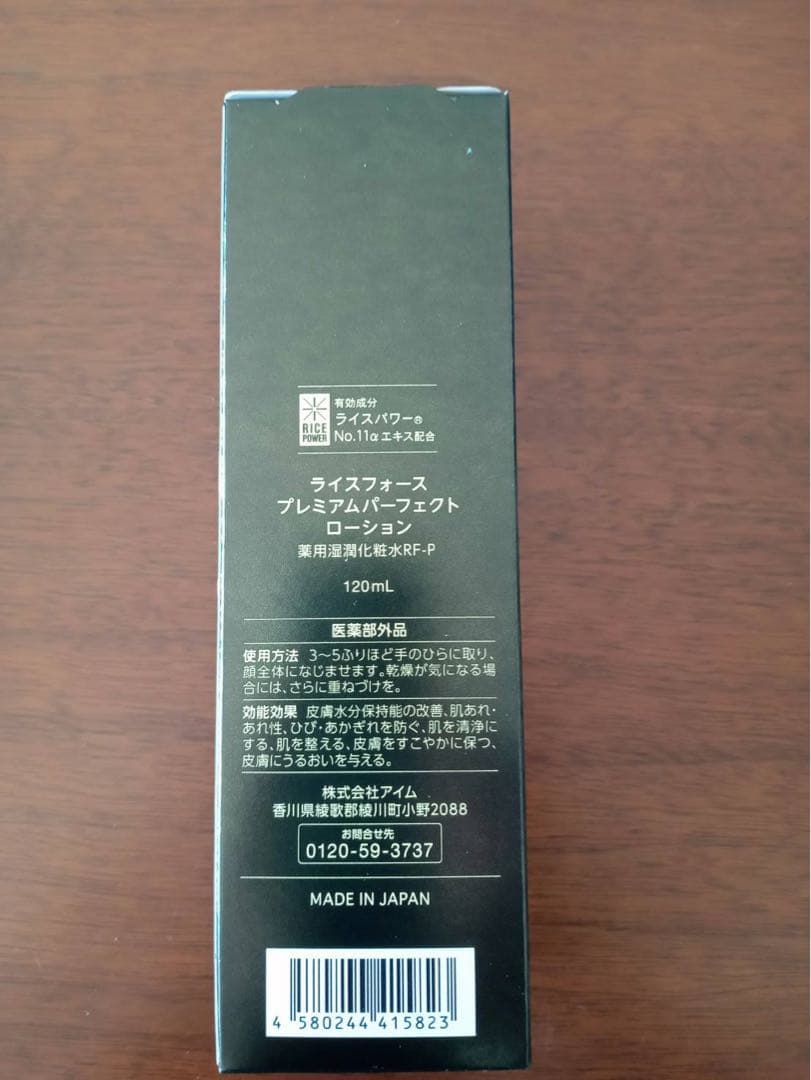 RICE
POWER
有効成分
ライスパワー®
No.11α エキス配合
ライスフォース
プレミアムパーフェクト
ローション
薬用湿潤化粧水RF-P
120mL
医薬部外品
使用方法 3〜5ふりほど手のひらに取り、
顔全体になじませます。乾燥が気になる場
合には、さらに重ねづけを。
効能効果 皮膚水分保持能の改善、肌あれ・
あれ性、ひび・あかぎれを防ぐ、肌を清浄に
する、肌を整える、皮膚をすこやかに保つ、
皮膚にうるおいを与える。
株式会社アイム
香川県綾歌郡綾川町小野2088
お問合せ先
0120-59-3737
MADE IN JAPAN
4 580244 415823